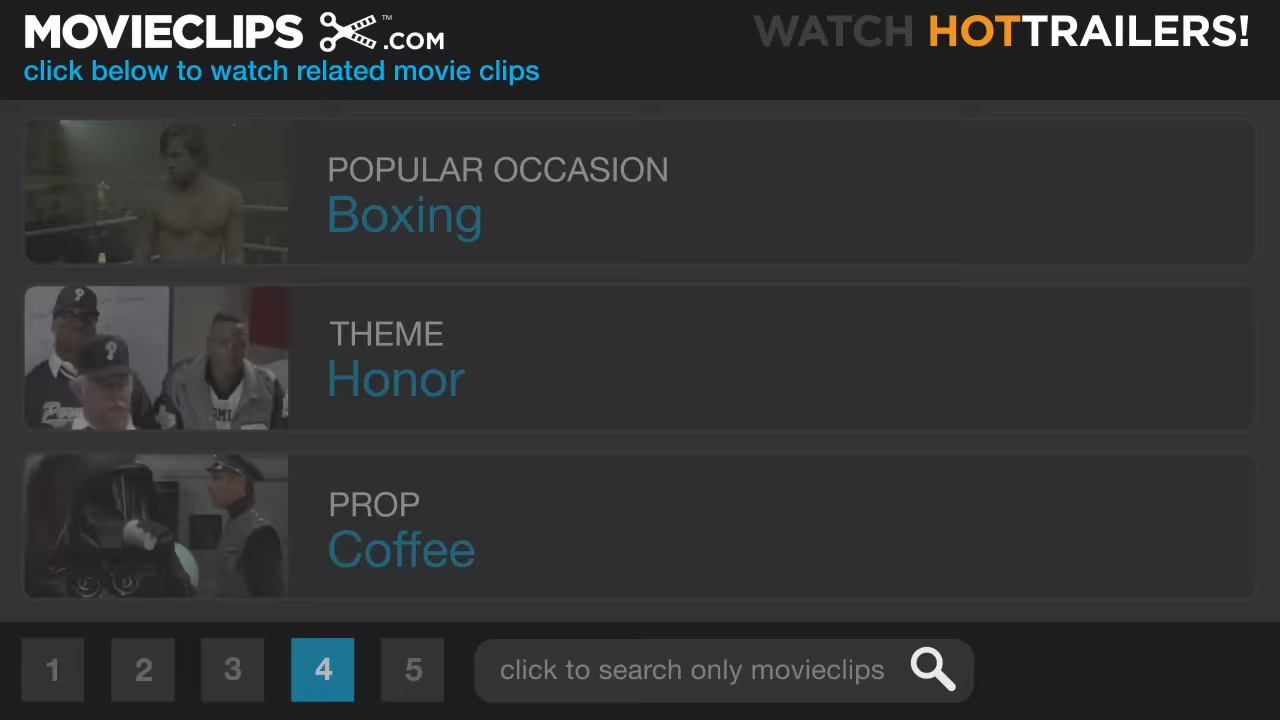 MOVIECLIPS ™ .COM
WATCH HOTTRAILERS!
click below to watch related movie clips
POPULAR OCCASION
Boxing
THEME
Honor
PROP
Coffee
1 2 3 4 5 click to search only movieclips